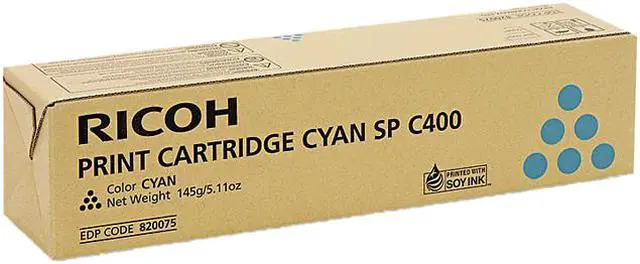 RICOH
PRINT CARTRIDGE CYAN SP C400
Color CYAN
Net Weight 145g/5.11oz
EDP CODE 820075
PRINTED WITH
SOY INK